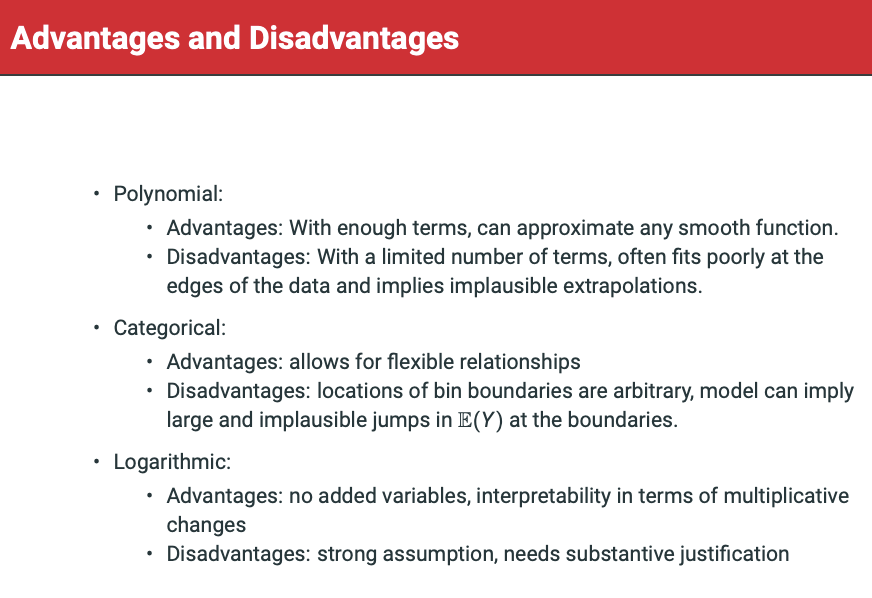 Advantages and Disadvantages
• Polynomial:
• Advantages: With enough terms, can approximate any smooth function.
• Disadvantages: With a limited number of terms, often fits poorly at the
edges of the data and implies implausible extrapolations.
• Categorical:
• Advantages: allows for flexible relationships
• Disadvantages: locations of bin boundaries are arbitrary, model can imply
large and implausible jumps in 𝔼(Y) at the boundaries.
• Logarithmic:
• Advantages: no added variables, interpretability in terms of multiplicative
changes
• Disadvantages: strong assumption, needs substantive justification